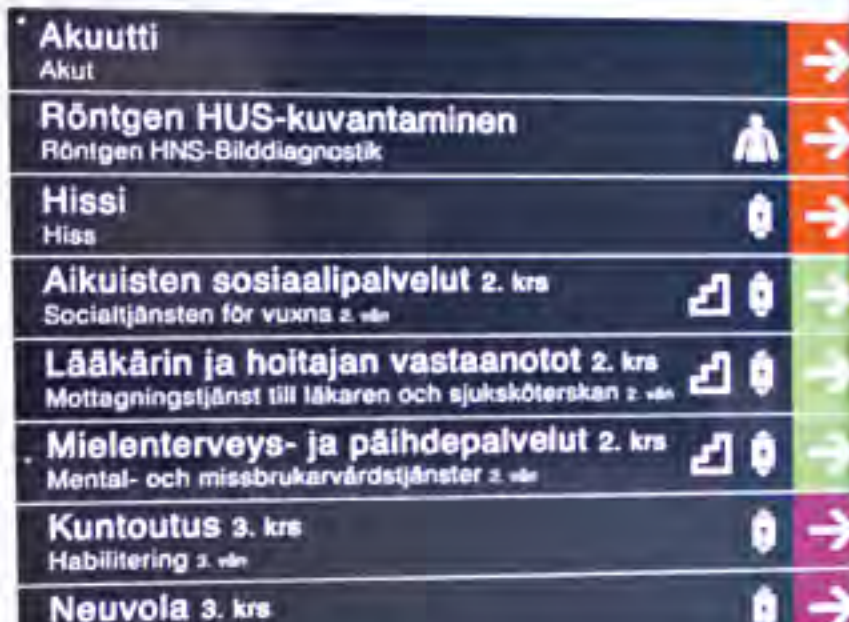 Akuutti
Akut
Röntgen HUS-kuvantaminen
Röntgen HNS-Bilddiagnostik
Hissi
Hiss
Aikuisten sosiaalipalvelut 2. krs
Socialtjänsten för vuxna 2. vån
Lääkärin ja hoitajan vastaanotot 2. krs
Mottagningstjänst till läkaren och sjuksköterskan 2. vån
Mielenterveys- ja päihdepalvelut 2. krs
Mental- och missbrukarvårdstjänster 2. vån
Kuntoutus 3. krs
Habilitering 3. vån
Neuvola 3. krs